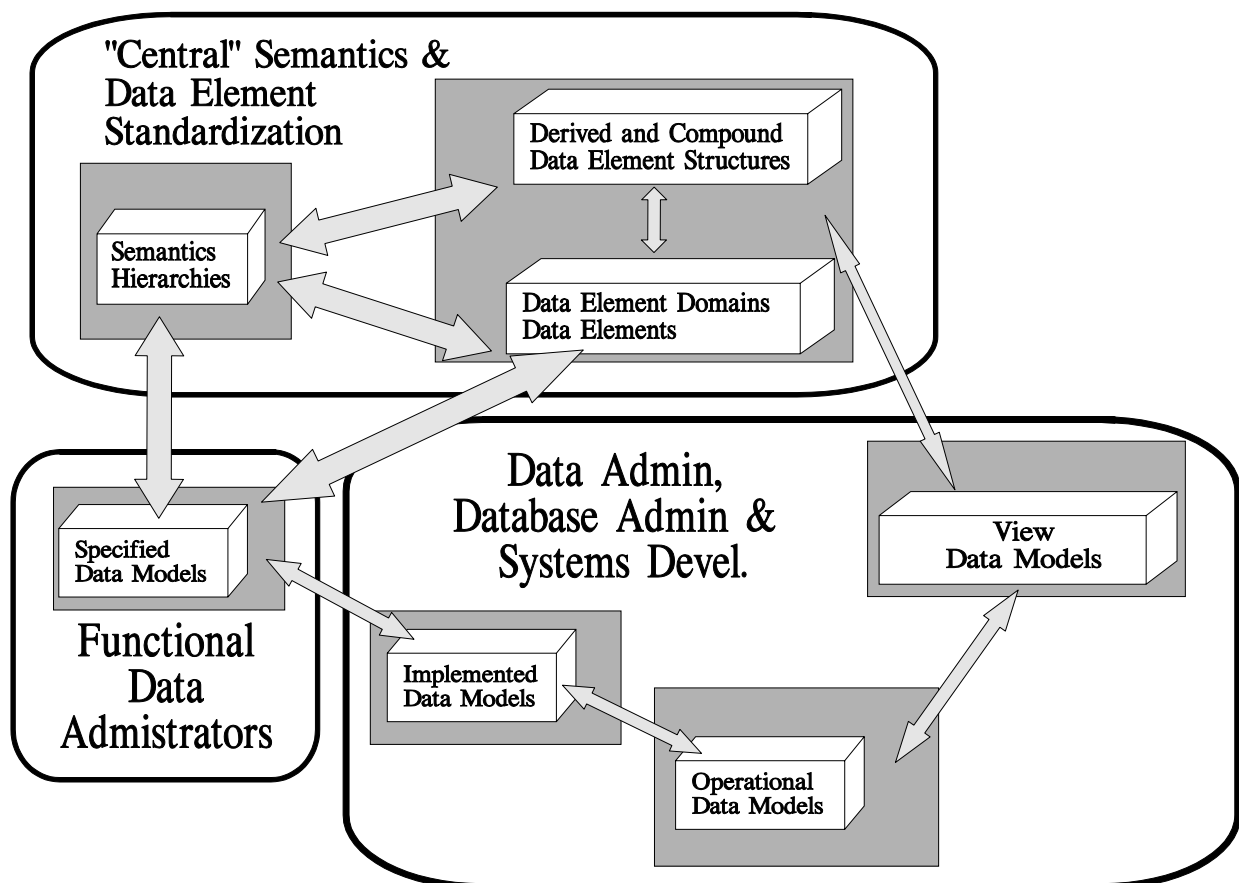 "Central" Semantics &
Data Element
Standardization
Derived and Compound
Data Element Structures
Semantics
Hierarchies
Data Element Domains
Data Elements
Data Admin,
Database Admin &
Systems Devel.
View
Data Models
Specified
Data Models
Functional
Data
Admistrators
Implemented
Data Models
Operational
Data Models